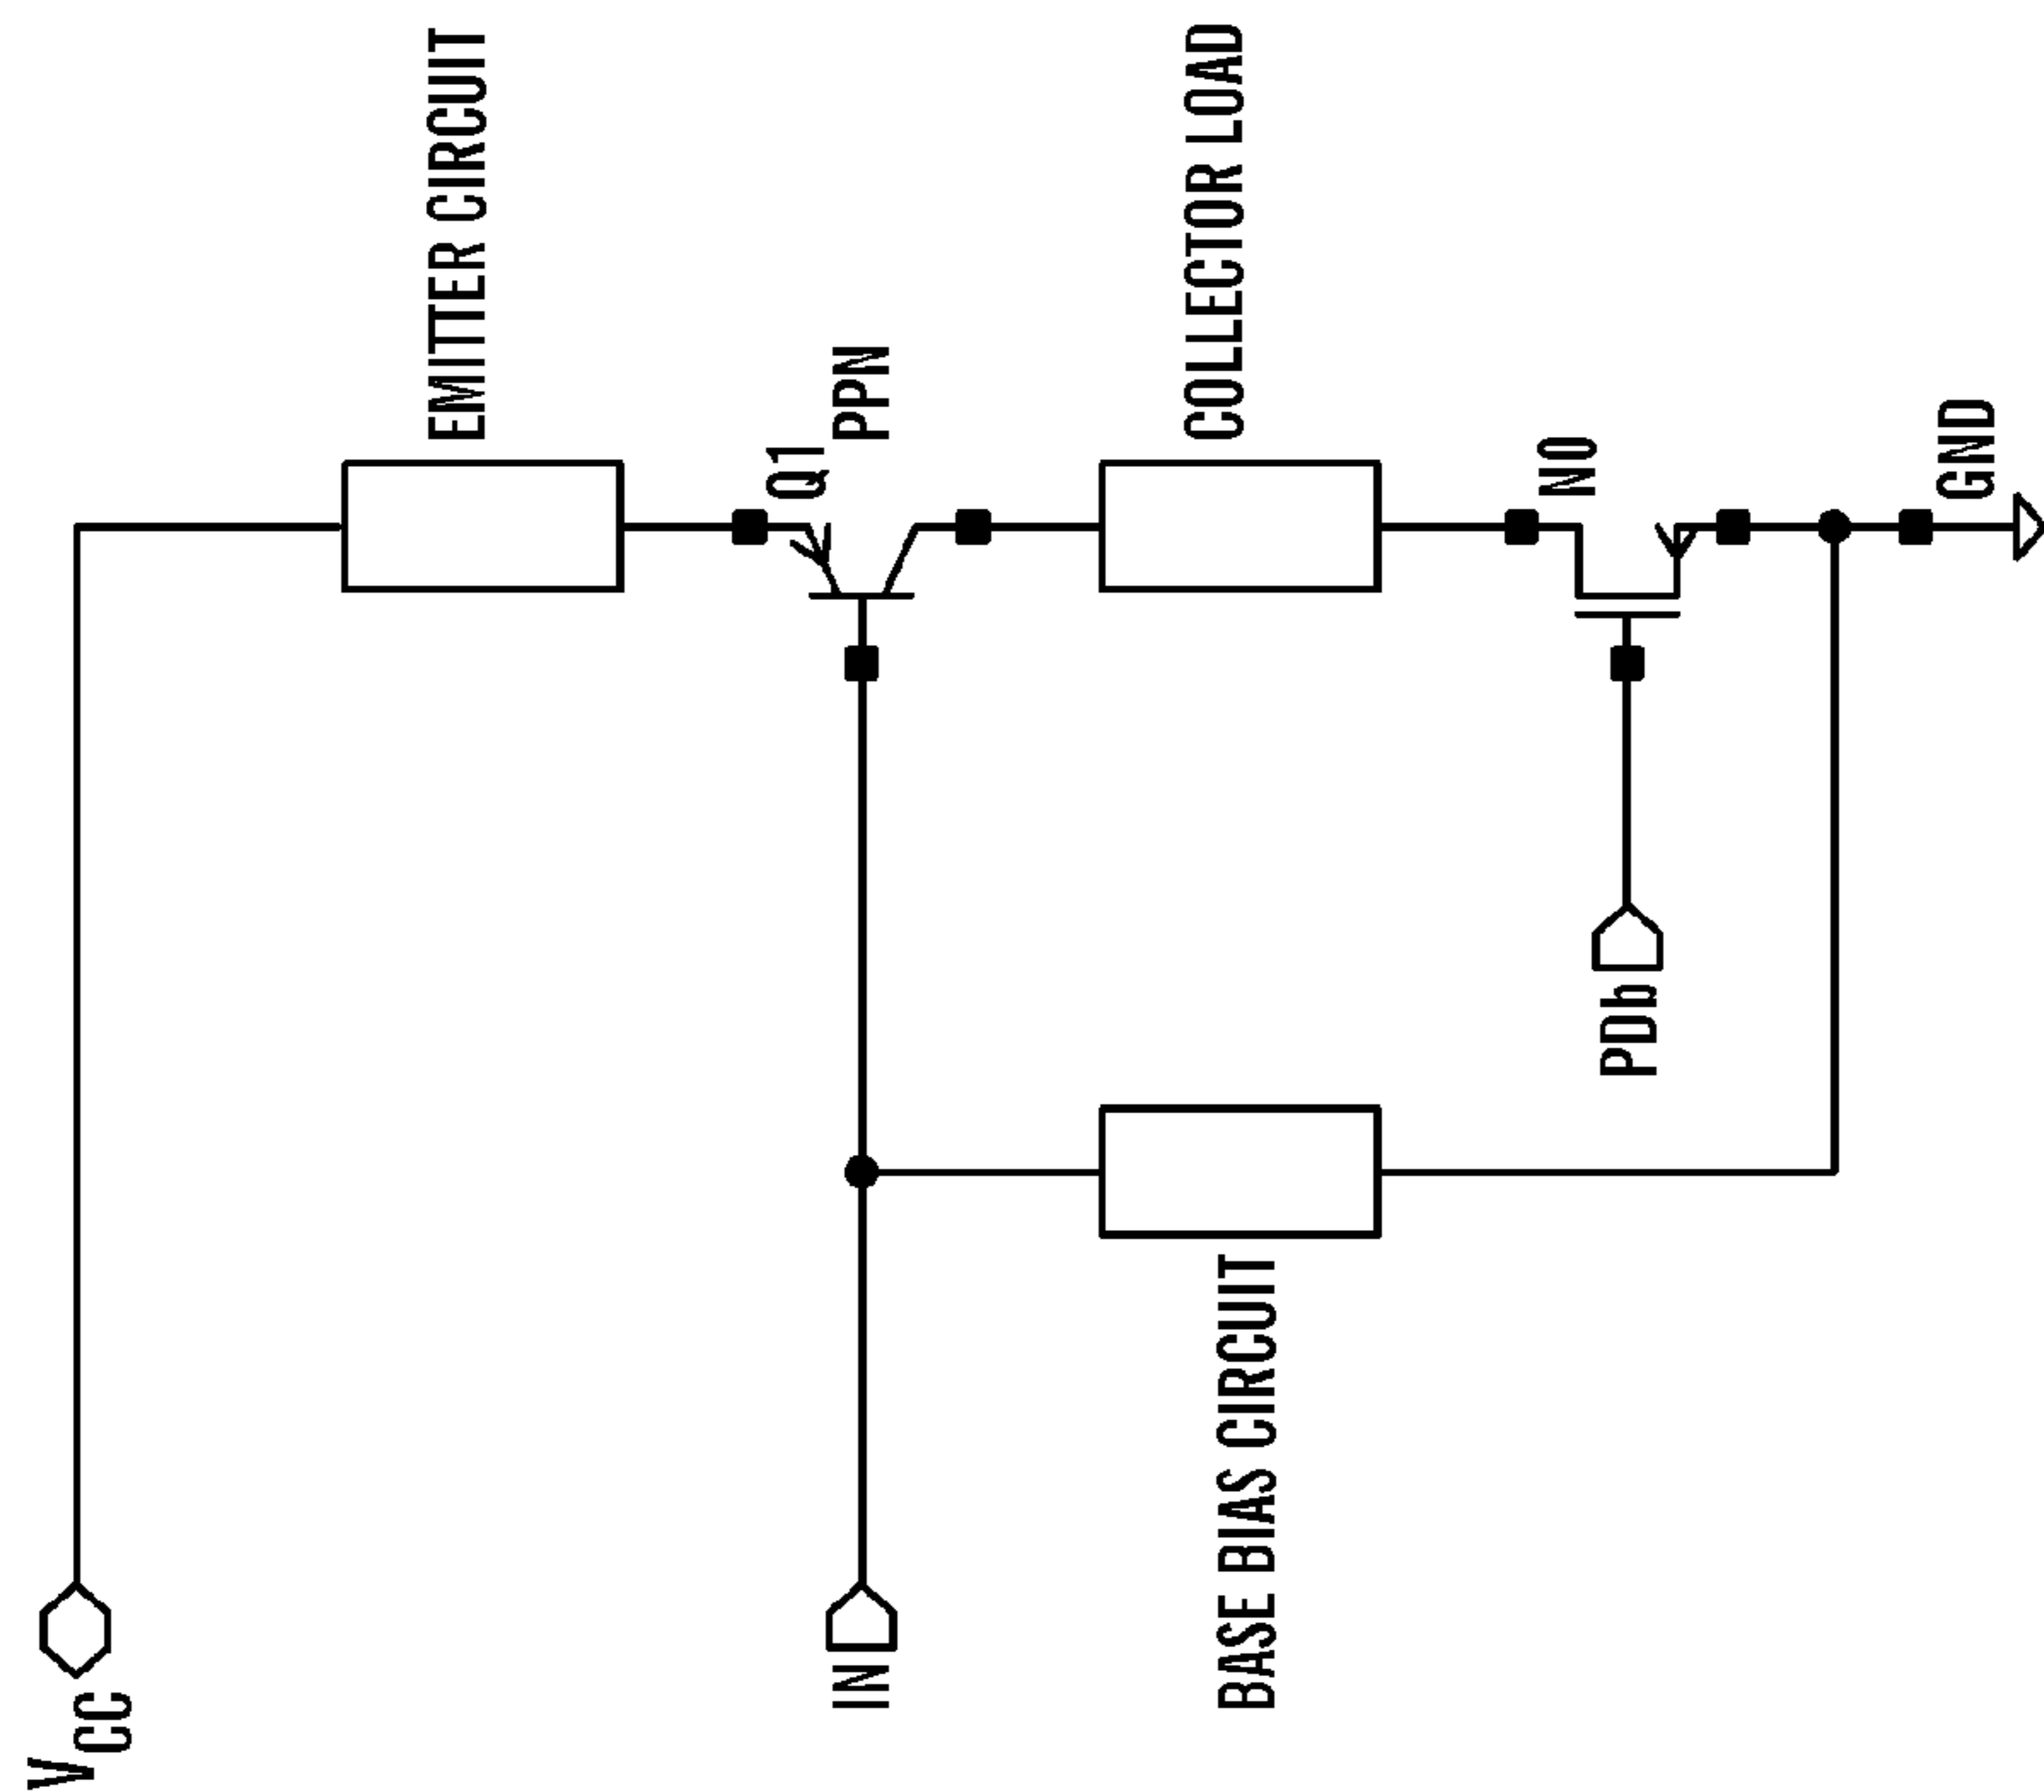 VCC
EMITTER CIRCUIT
Q1
PPN
IN
COLLECTOR LOAD
BASE BIAS CIRCUIT
N0
PDb
GND